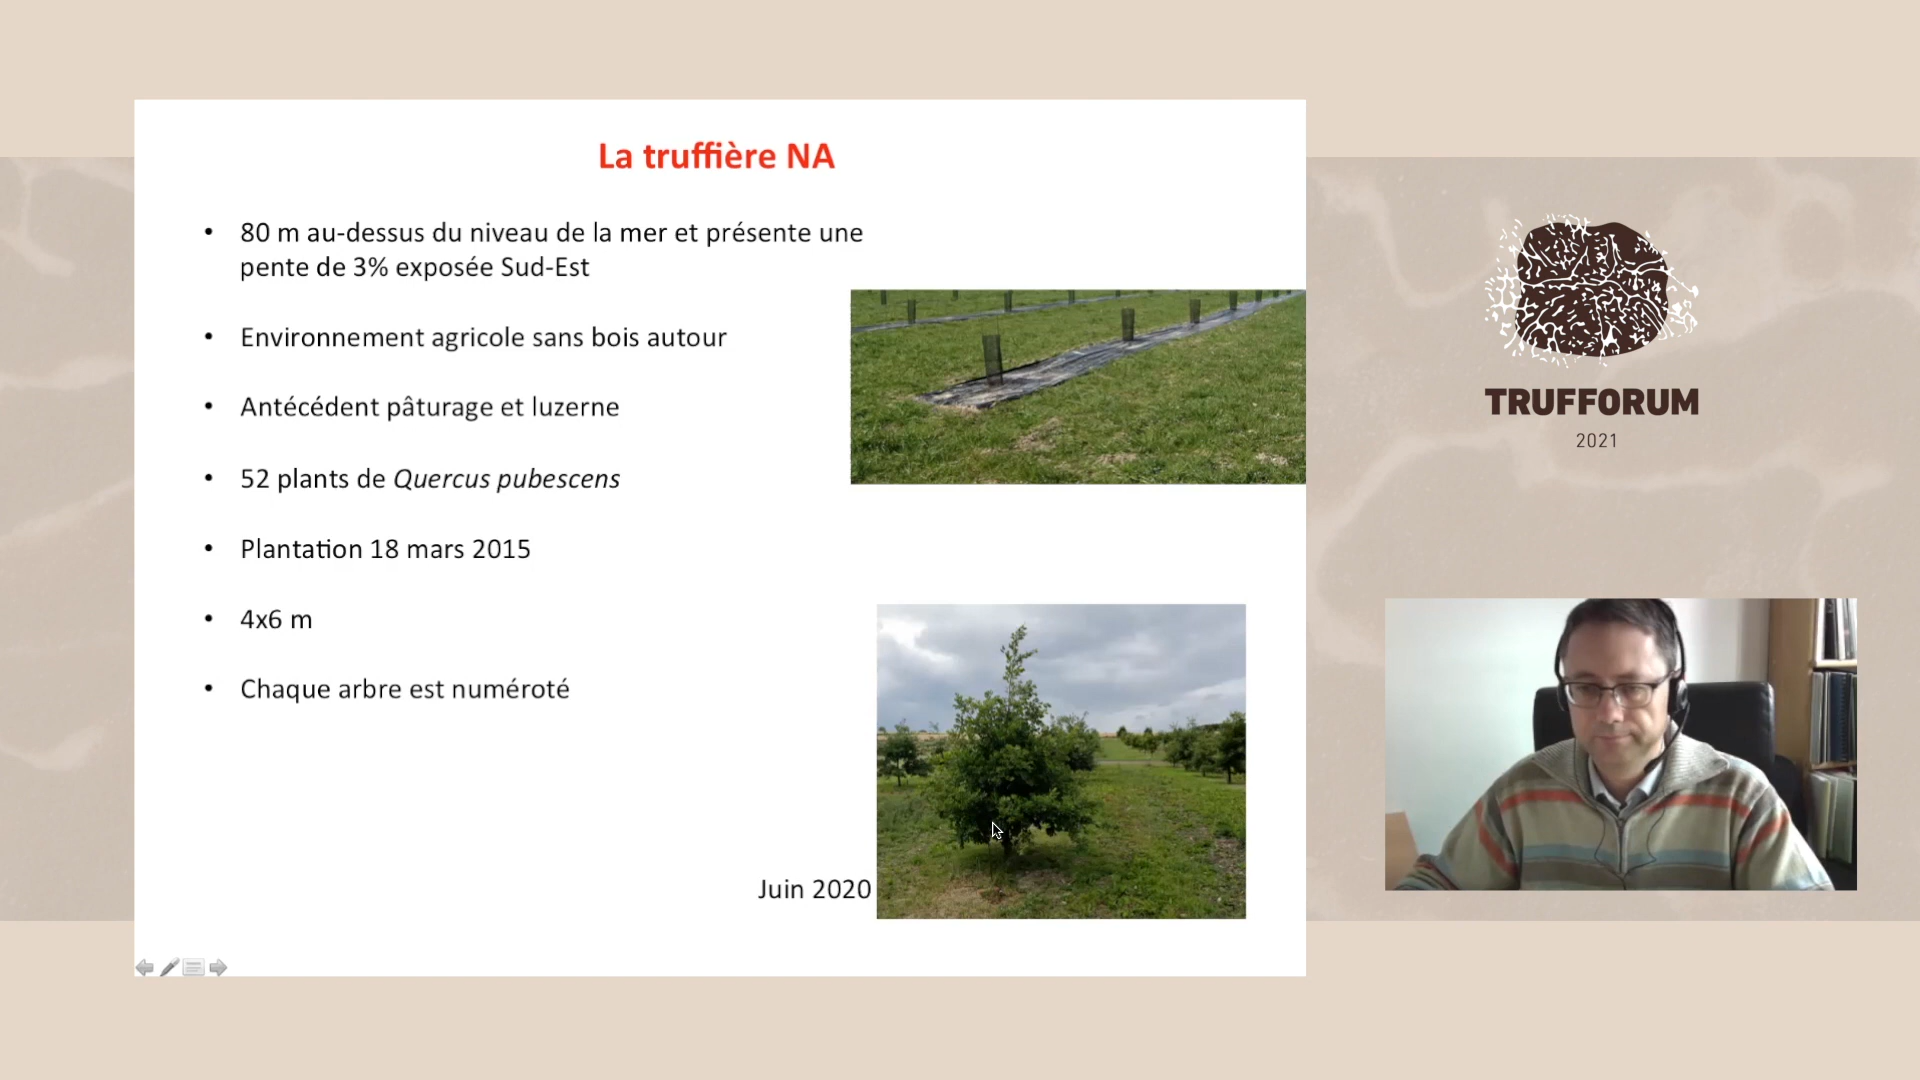 La truffière NA
• 80 m au-dessus du niveau de la mer et présente une
pente de 3% exposée Sud-Est
• Environnement agricole sans bois autour
• Antécédent pâturage et luzerne
• 52 plants de Quercus pubescens
• Plantation 18 mars 2015
• 4x6 m
• Chaque arbre est numéroté
Juin 2020
TRUFFORUM
2021